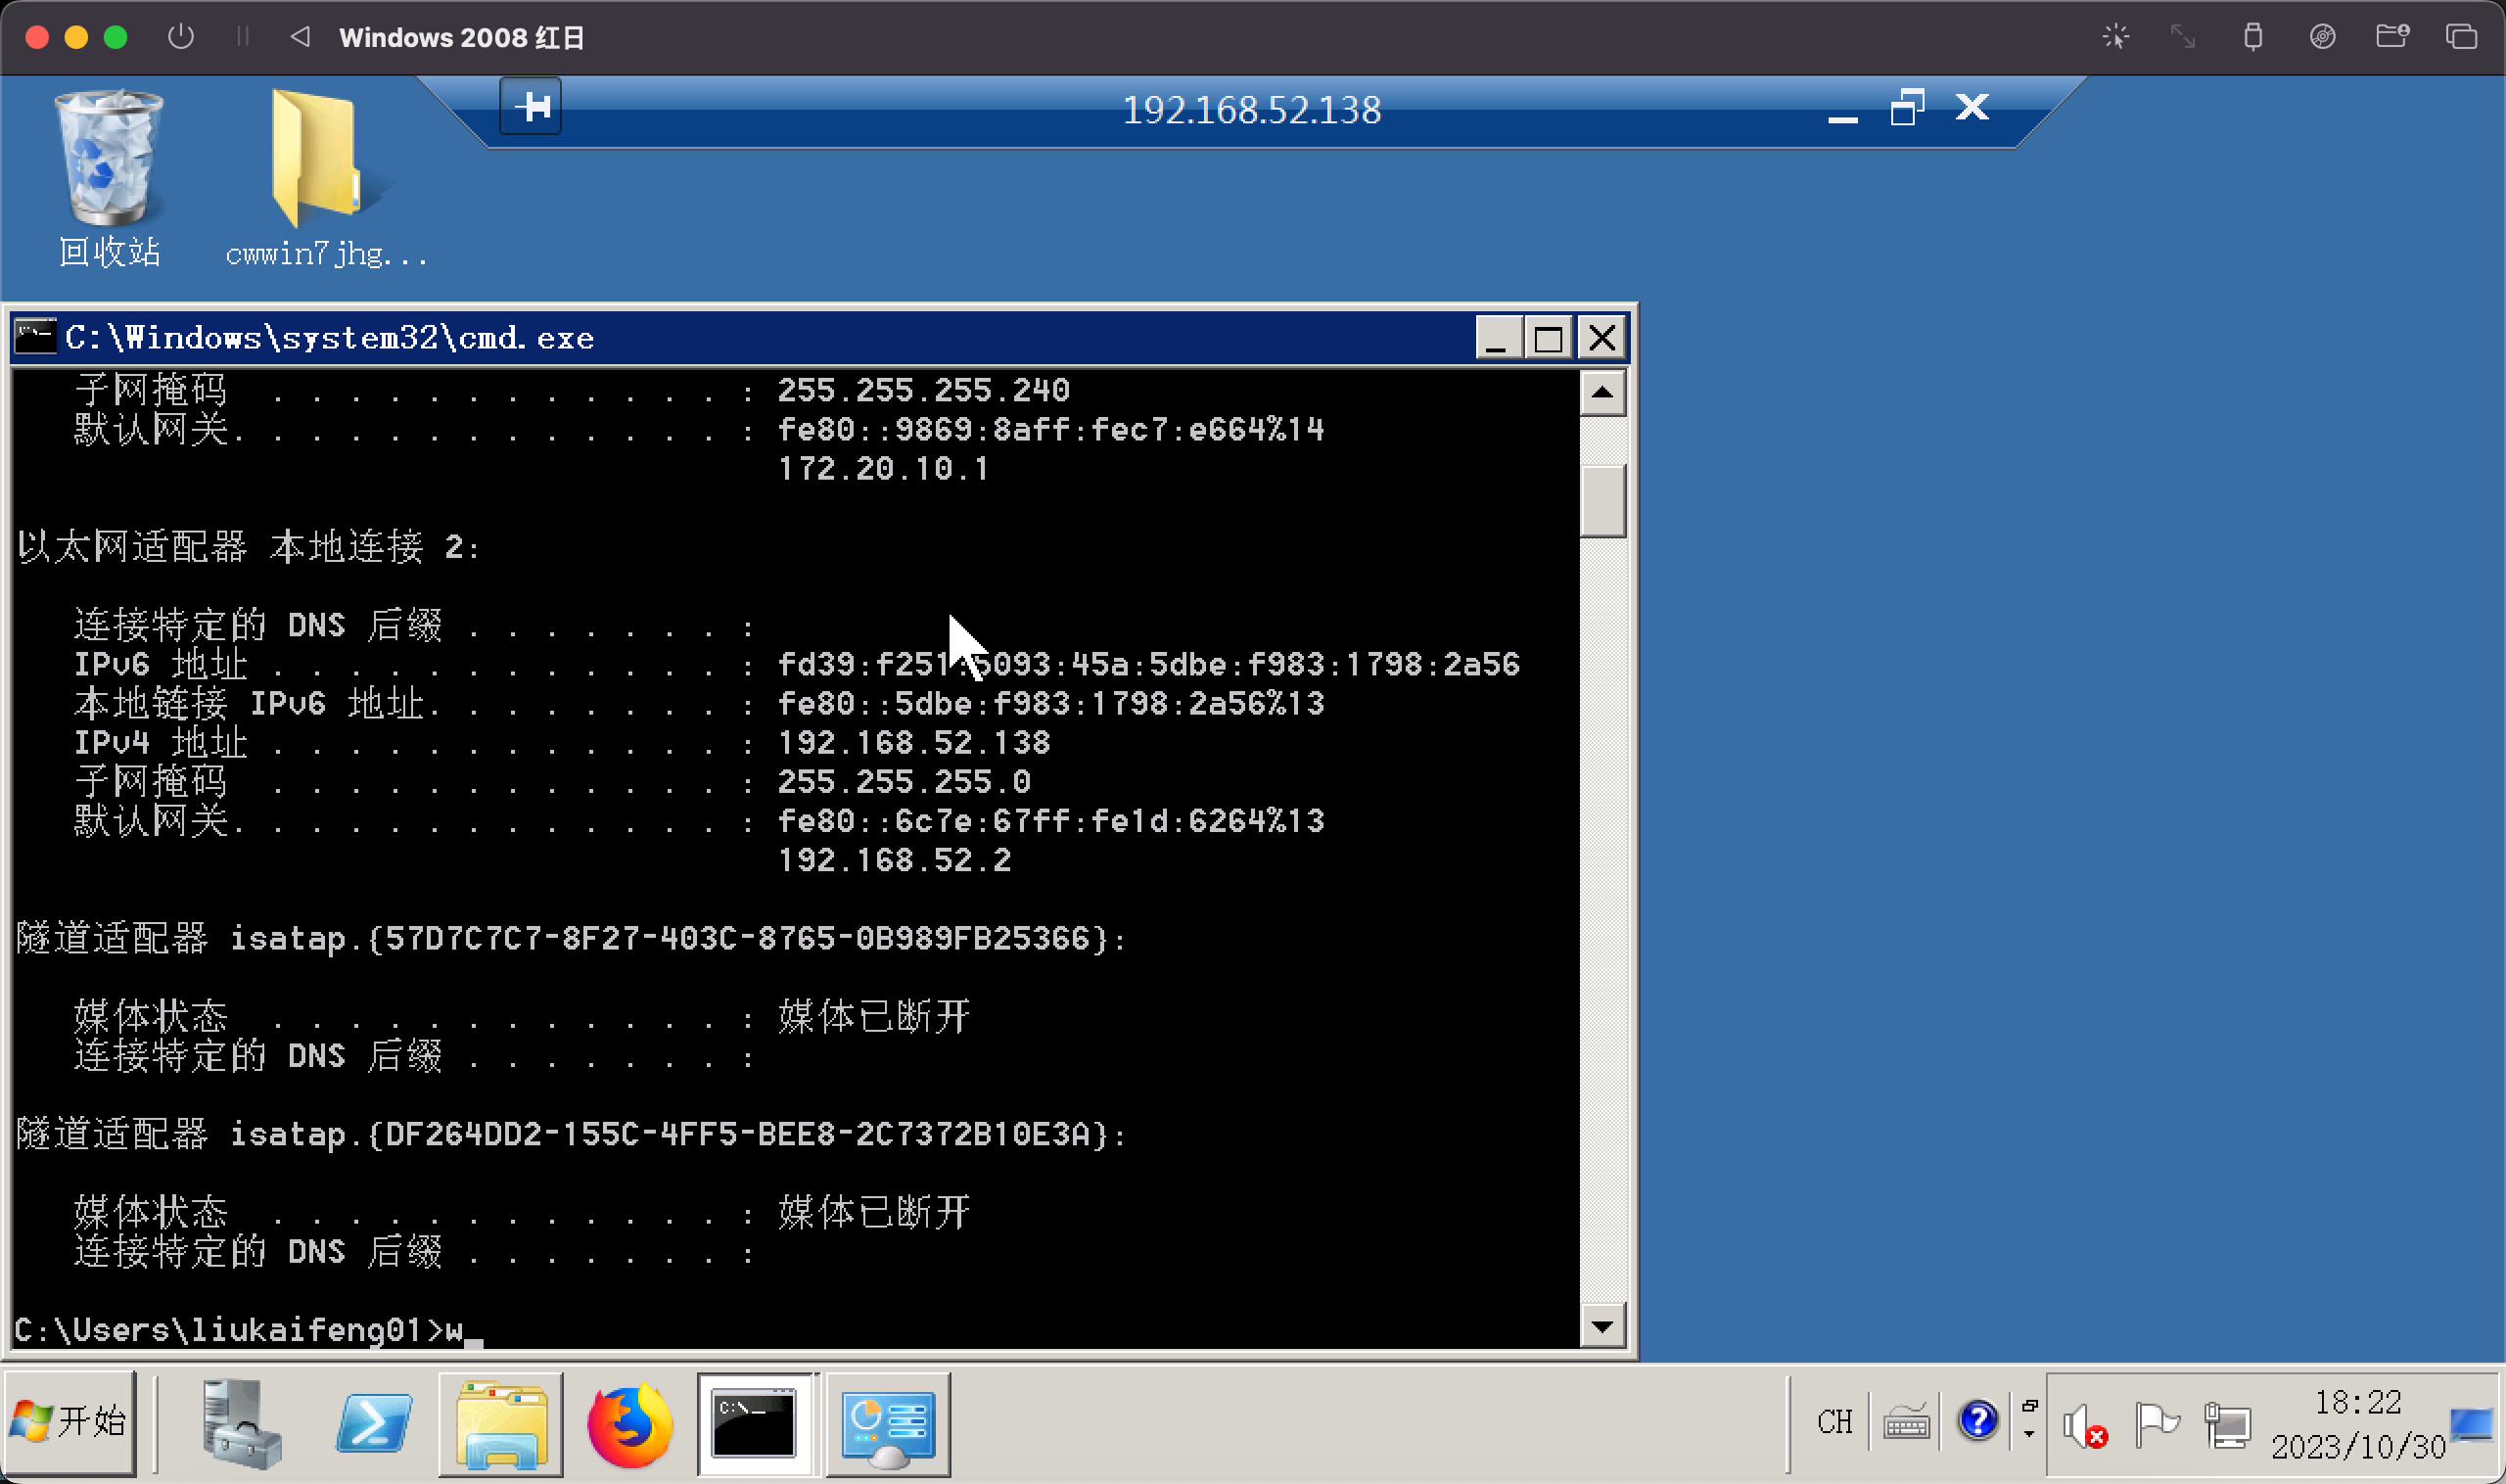 Windows 2008 红日
192.168.52.138
回收站
cwwin7jhg...
C:\Windows\system32\cmd.exe
子网掩码  . . . . . . . . . . . . : 255.255.255.240
默认网关. . . . . . . . . . . . . : fe80::9869:8aff:fec7:e664%14
172.20.10.1
以太网适配器 本地连接 2:
连接特定的 DNS 后缀 . . . . . . . :
IPv6 地址 . . . . . . . . . . . . : fd39:f251:5093:45a:5dbe:f983:1798:2a56
本地链接 IPv6 地址. . . . . . . . : fe80::5dbe:f983:1798:2a56%13
IPv4 地址 . . . . . . . . . . . . : 192.168.52.138
子网掩码  . . . . . . . . . . . . : 255.255.255.0
默认网关. . . . . . . . . . . . . : fe80::6c7e:67ff:fe1d:6264%13
192.168.52.2
隧道适配器 isatap.{57D7C7C7-8F27-403C-8765-0B989FB25366}:
媒体状态  . . . . . . . . . . . . : 媒体已断开
连接特定的 DNS 后缀 . . . . . . . :
隧道适配器 isatap.{DF264DD2-155C-4FF5-BEE8-2C7372B10E3A}:
媒体状态  . . . . . . . . . . . . : 媒体已断开
连接特定的 DNS 后缀 . . . . . . . :
C:\Users\liukaifeng01>w_
开始
CH
18:22
2023/10/30